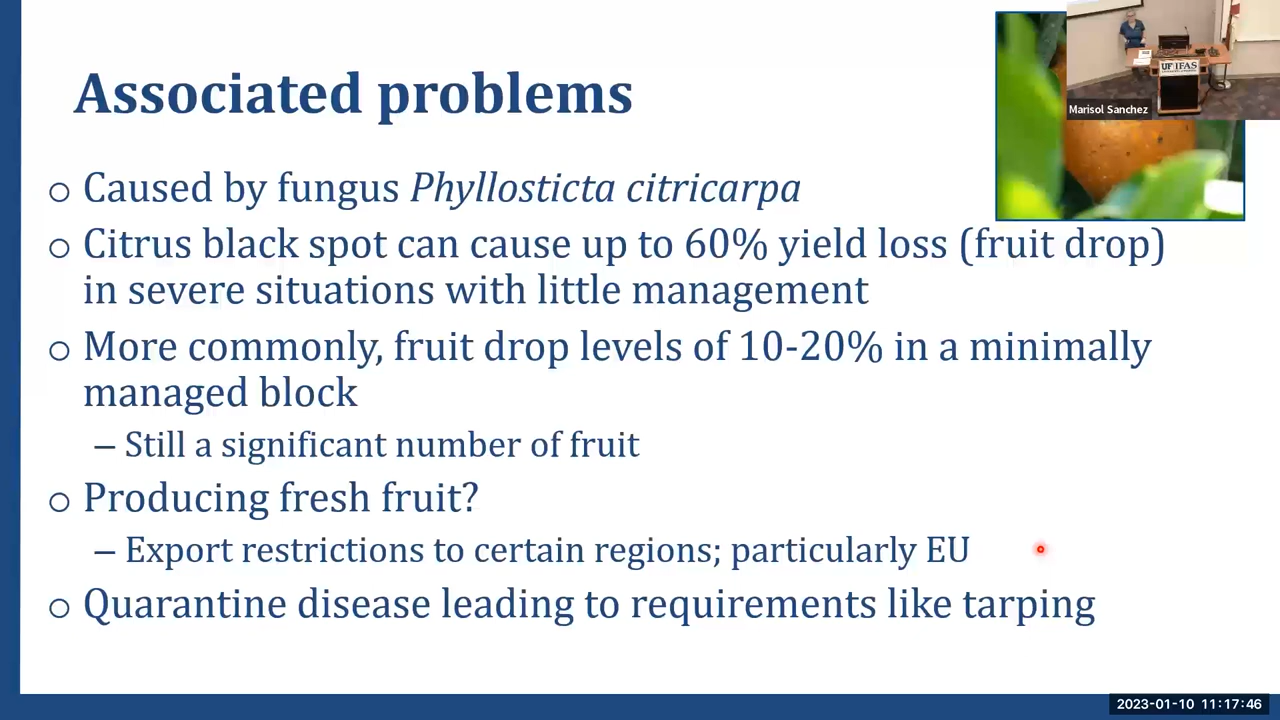 Associated problems
Marisol Sanchez
UF IFAS
○ Caused by fungus Phyllosticta citricarpa
○ Citrus black spot can cause up to 60% yield loss (fruit drop)
in severe situations with little management
○ More commonly, fruit drop levels of 10-20% in a minimally
managed block
– Still a significant number of fruit
○ Producing fresh fruit?
– Export restrictions to certain regions; particularly EU
○ Quarantine disease leading to requirements like tarping
2023-01-10 11:17:46